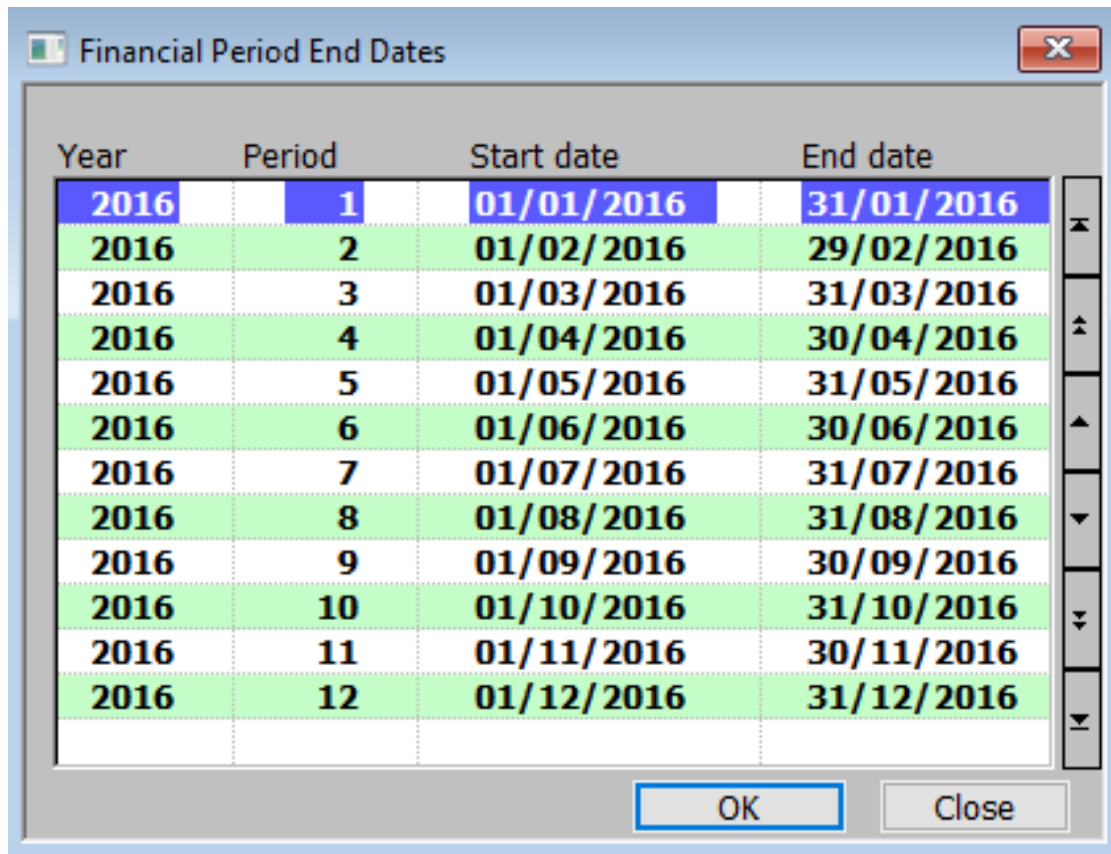 Financial Period End Dates
Year Period Start date End date
2016 1 01/01/2016 31/01/2016
2016 2 01/02/2016 29/02/2016
2016 3 01/03/2016 31/03/2016
2016 4 01/04/2016 30/04/2016
2016 5 01/05/2016 31/05/2016
2016 6 01/06/2016 30/06/2016
2016 7 01/07/2016 31/07/2016
2016 8 01/08/2016 31/08/2016
2016 9 01/09/2016 30/09/2016
2016 10 01/10/2016 31/10/2016
2016 11 01/11/2016 30/11/2016
2016 12 01/12/2016 31/12/2016
OK Close